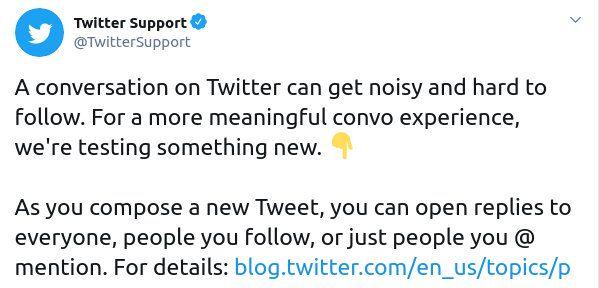 Twitter Support
@TwitterSupport
A conversation on Twitter can get noisy and hard to
follow. For a more meaningful convo experience,
we're testing something new. 👇
As you compose a new Tweet, you can open replies to
everyone, people you follow, or just people you @
mention. For details: blog.twitter.com/en_us/topics/p